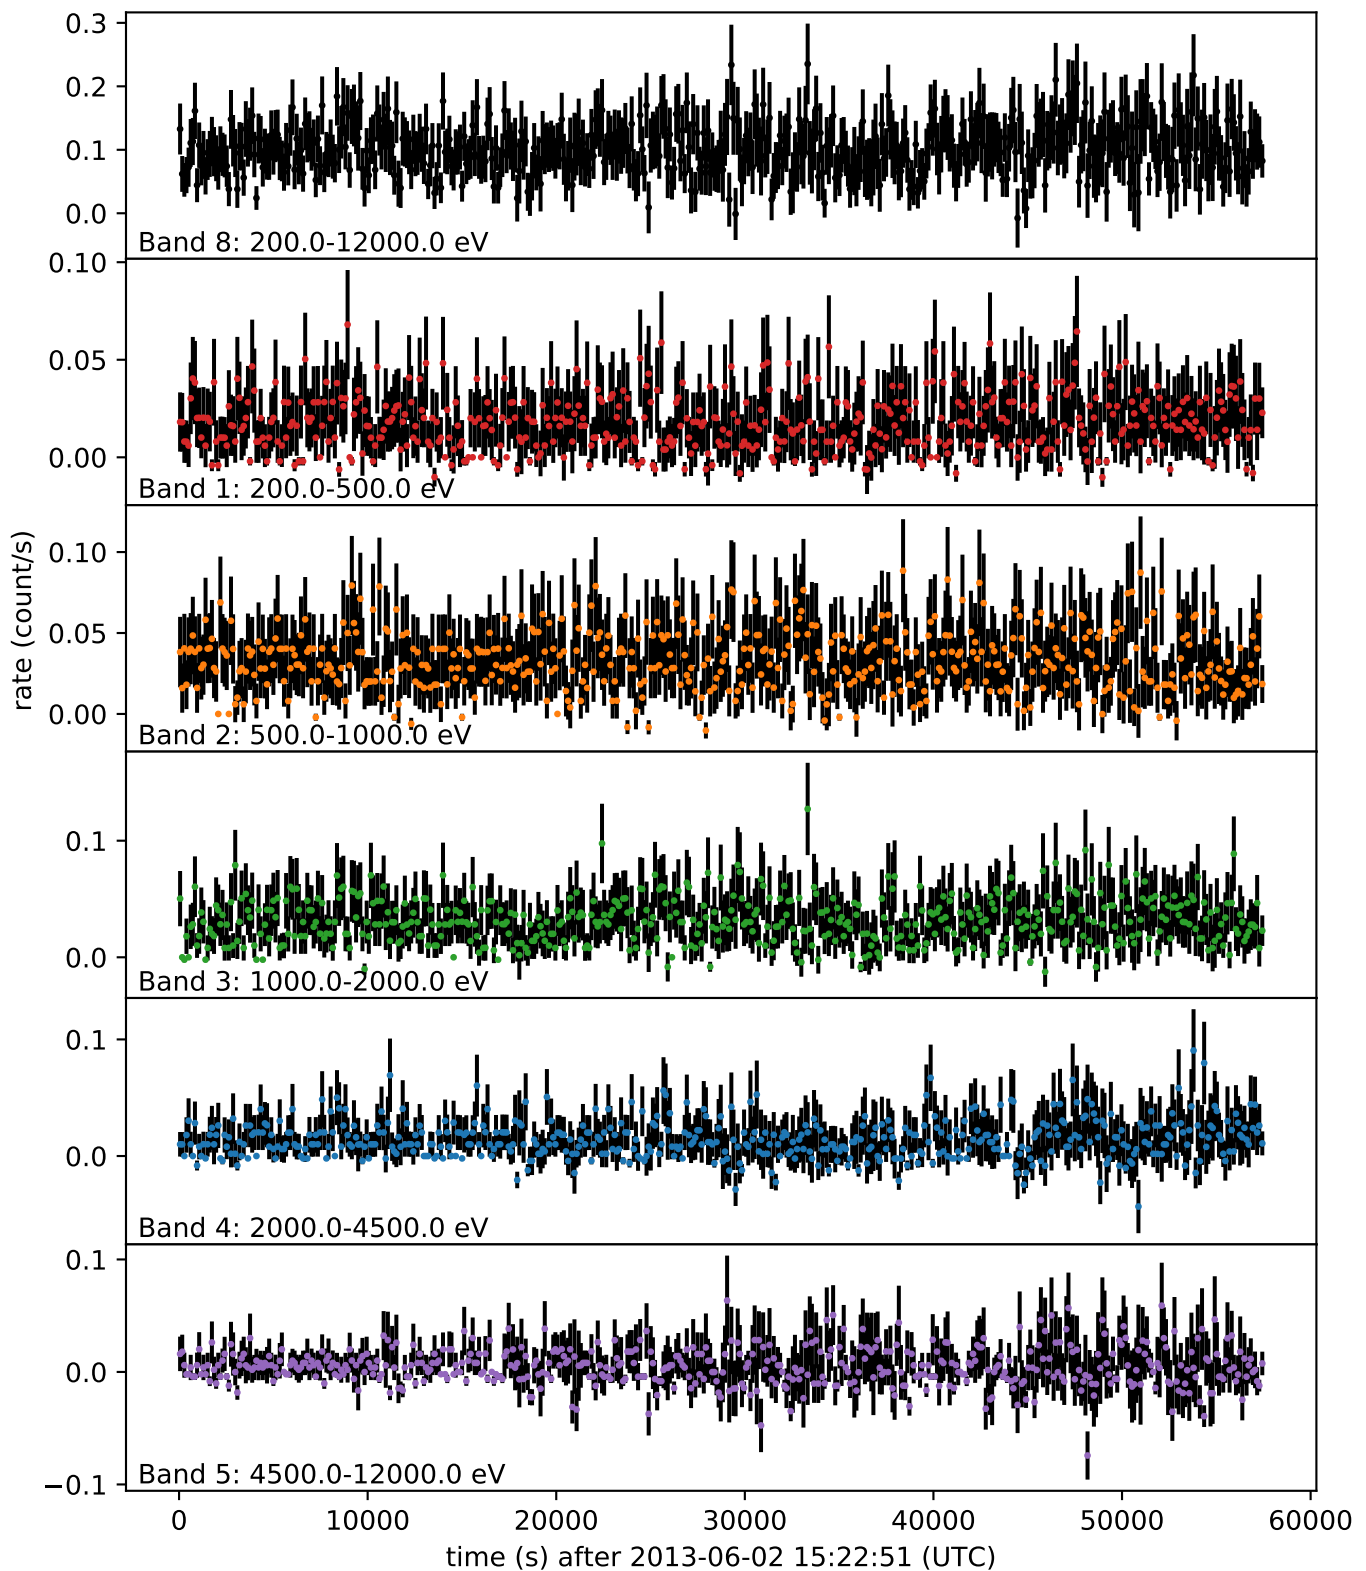 0.3
0.2
0.1
0.0
Band 8: 200.0-12000.0 eV
0.10
0.05
0.00
Band 1: 200.0-500.0 eV
rate (count/s)
0.10
0.05
0.00
Band 2: 500.0-1000.0 eV
0.1
0.0
Band 3: 1000.0-2000.0 eV
0.1
0.0
Band 4: 2000.0-4500.0 eV
0.1
0.0
−0.1
Band 5: 4500.0-12000.0 eV
0 10000 20000 30000 40000 50000 60000
time (s) after 2013-06-02 15:22:51 (UTC)